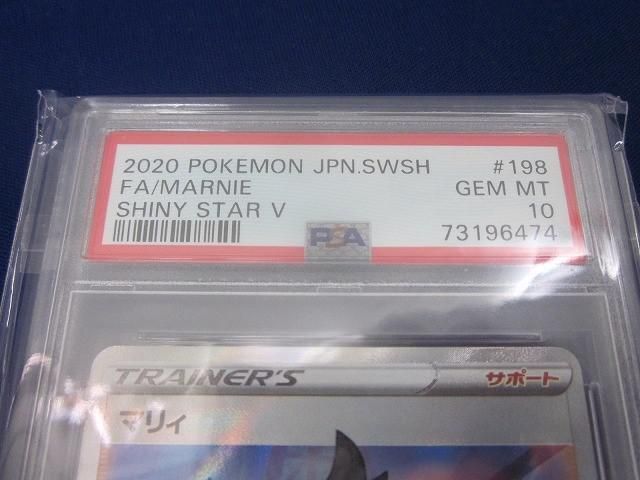 2020 POKEMON JPN.SWSH #198
FA/MARNIE GEM MT
SHINY STAR V 10
PSA 73196474
TRAINER'S サポート
マリィ